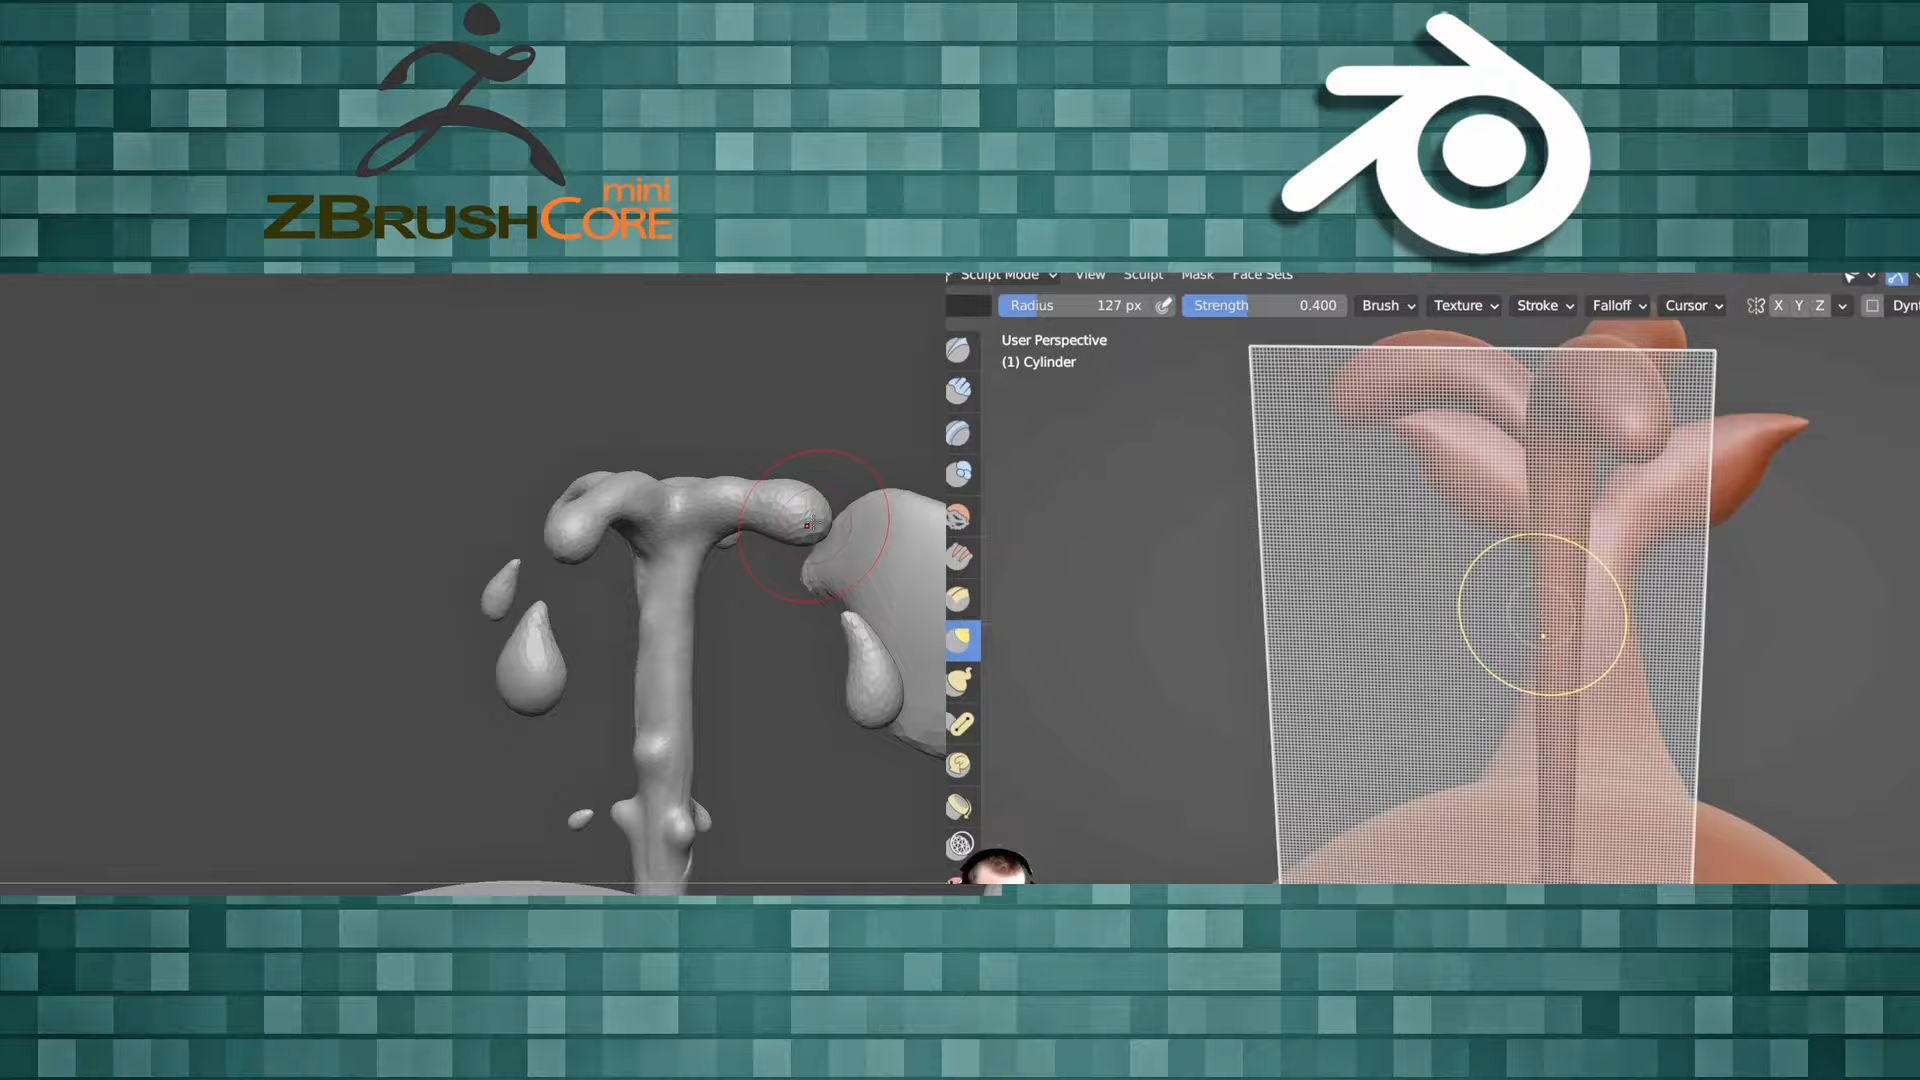 mini
ZBRUSHCORE
Sculpt Mode View Sculpt Mask Face Sets
Radius 127 px Strength 0.400 Brush Texture Stroke Falloff Cursor X Y Z
User Perspective
(1) Cylinder